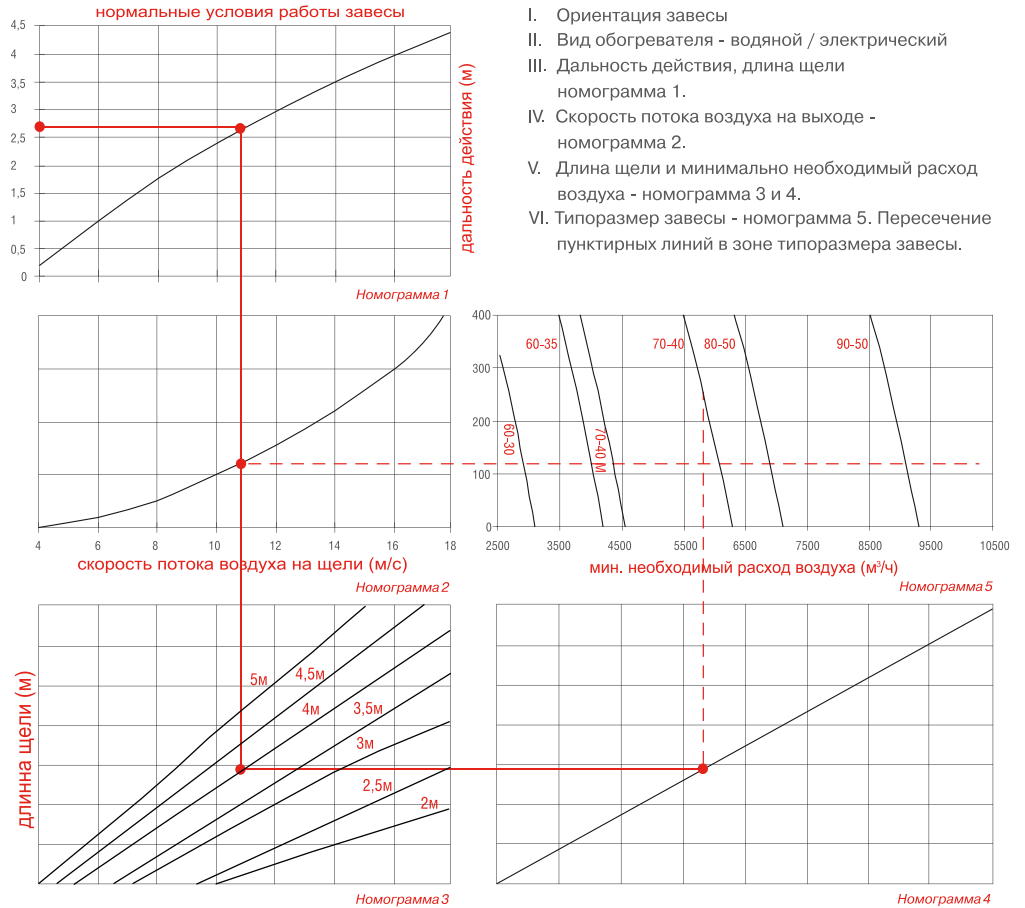 нормальные условия работы завесы
4,5
4
3,5
3
2,5
2
1,5
1
0,5
0
дальность действия (м)
Номограмма 1
I. Ориентация завесы
II. Вид обогревателя - водяной / электрический
III. Дальность действия, длина щели
номограмма 1.
IV. Скорость потока воздуха на выходе -
номограмма 2.
V. Длина щели и минимально необходимый расход
воздуха - номограмма 3 и 4.
VI. Типоразмер завесы - номограмма 5. Пересечение
пунктирных линий в зоне типоразмера завесы.
4 6 8 10 12 14 16 18
скорость потока воздуха на щели (м/с)
Номограмма 2
400
300
200
100
0
60-35
70-40
80-50
90-50
60-30
70-40 М
2500 3500 4500 5500 6500 7500 8500 9500 10500
мин. необходимый расход воздуха (м³/ч)
Номограмма 5
длинна щели (м)
5м
4,5м
4м
3,5м
3м
2,5м
2м
Номограмма 3
Номограмма 4